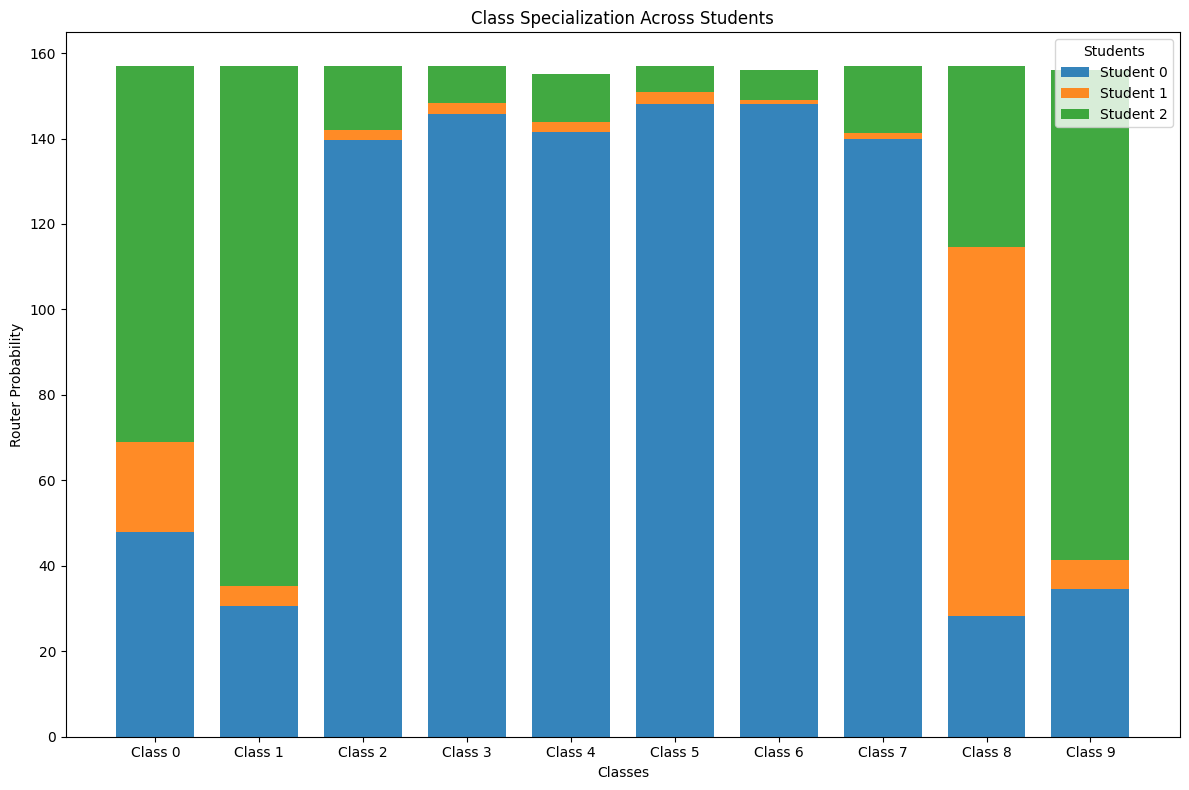 Class Specialization Across Students
Router Probability
160
140
120
100
80
60
40
20
0
Students
Student 0
Student 1
Student 2
Class 0 Class 1 Class 2 Class 3 Class 4 Class 5 Class 6 Class 7 Class 8 Class 9
Classes